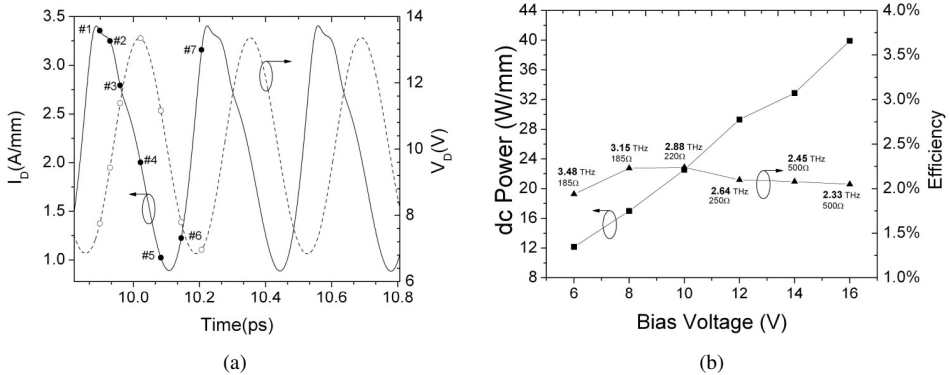 3.5
3.0
2.5
2.0
1.5
1.0
I_D(A/mm)
#1
#2
#3
#4
#5
#6
#7
14
13
12
11
10
9
8
7
6
V_D(V)
10.0
10.2
10.4
10.6
10.8
Time(ps)
(a)
44
40
36
32
28
24
20
16
12
8
dc Power (W/mm)
3.48 THz
185Ω
3.15 THz
185Ω
2.88 THz
220Ω
2.64 THz
250Ω
2.45 THz
500Ω
2.33 THz
500Ω
4.0%
3.5%
3.0%
2.5%
2.0%
1.5%
1.0%
Efficiency
6
8
10
12
14
16
Bias Voltage (V)
(b)